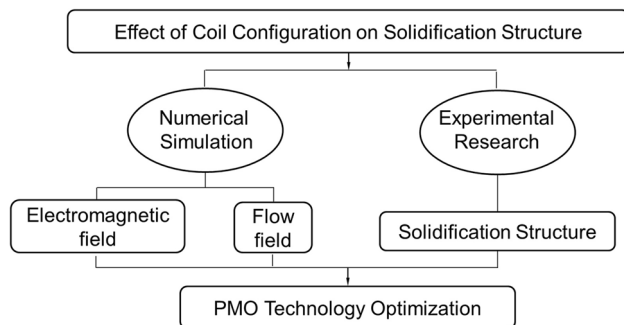 Effect of Coil Configuration on Solidification Structure
Numerical
Simulation
Experimental
Research
Electromagnetic
field
Flow
field
Solidification Structure
PMO Technology Optimization